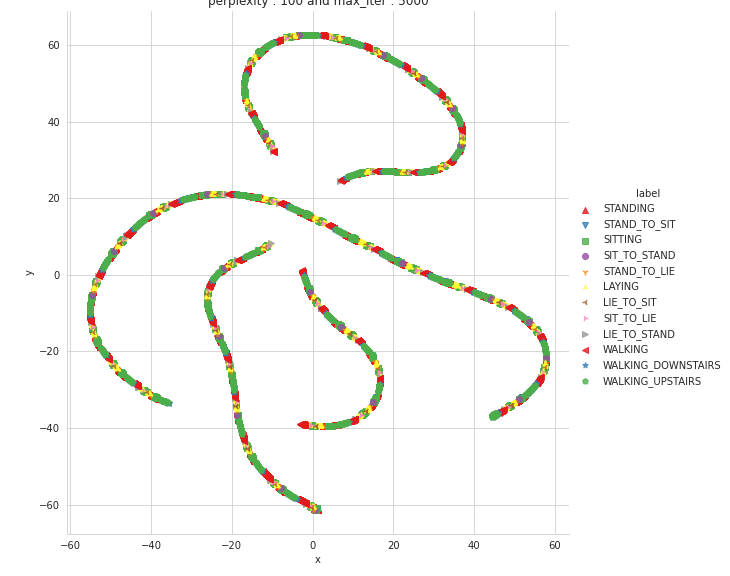 perplexity : 100 and max_iter : 5000
60
40
20
0
−20
−40
−60
y
−60
−40
−20
0
20
40
60
x
label
STANDING
STAND_TO_SIT
SITTING
SIT_TO_STAND
STAND_TO_LIE
LAYING
LIE_TO_SIT
SIT_TO_LIE
LIE_TO_STAND
WALKING
WALKING_DOWNSTAIRS
WALKING_UPSTAIRS